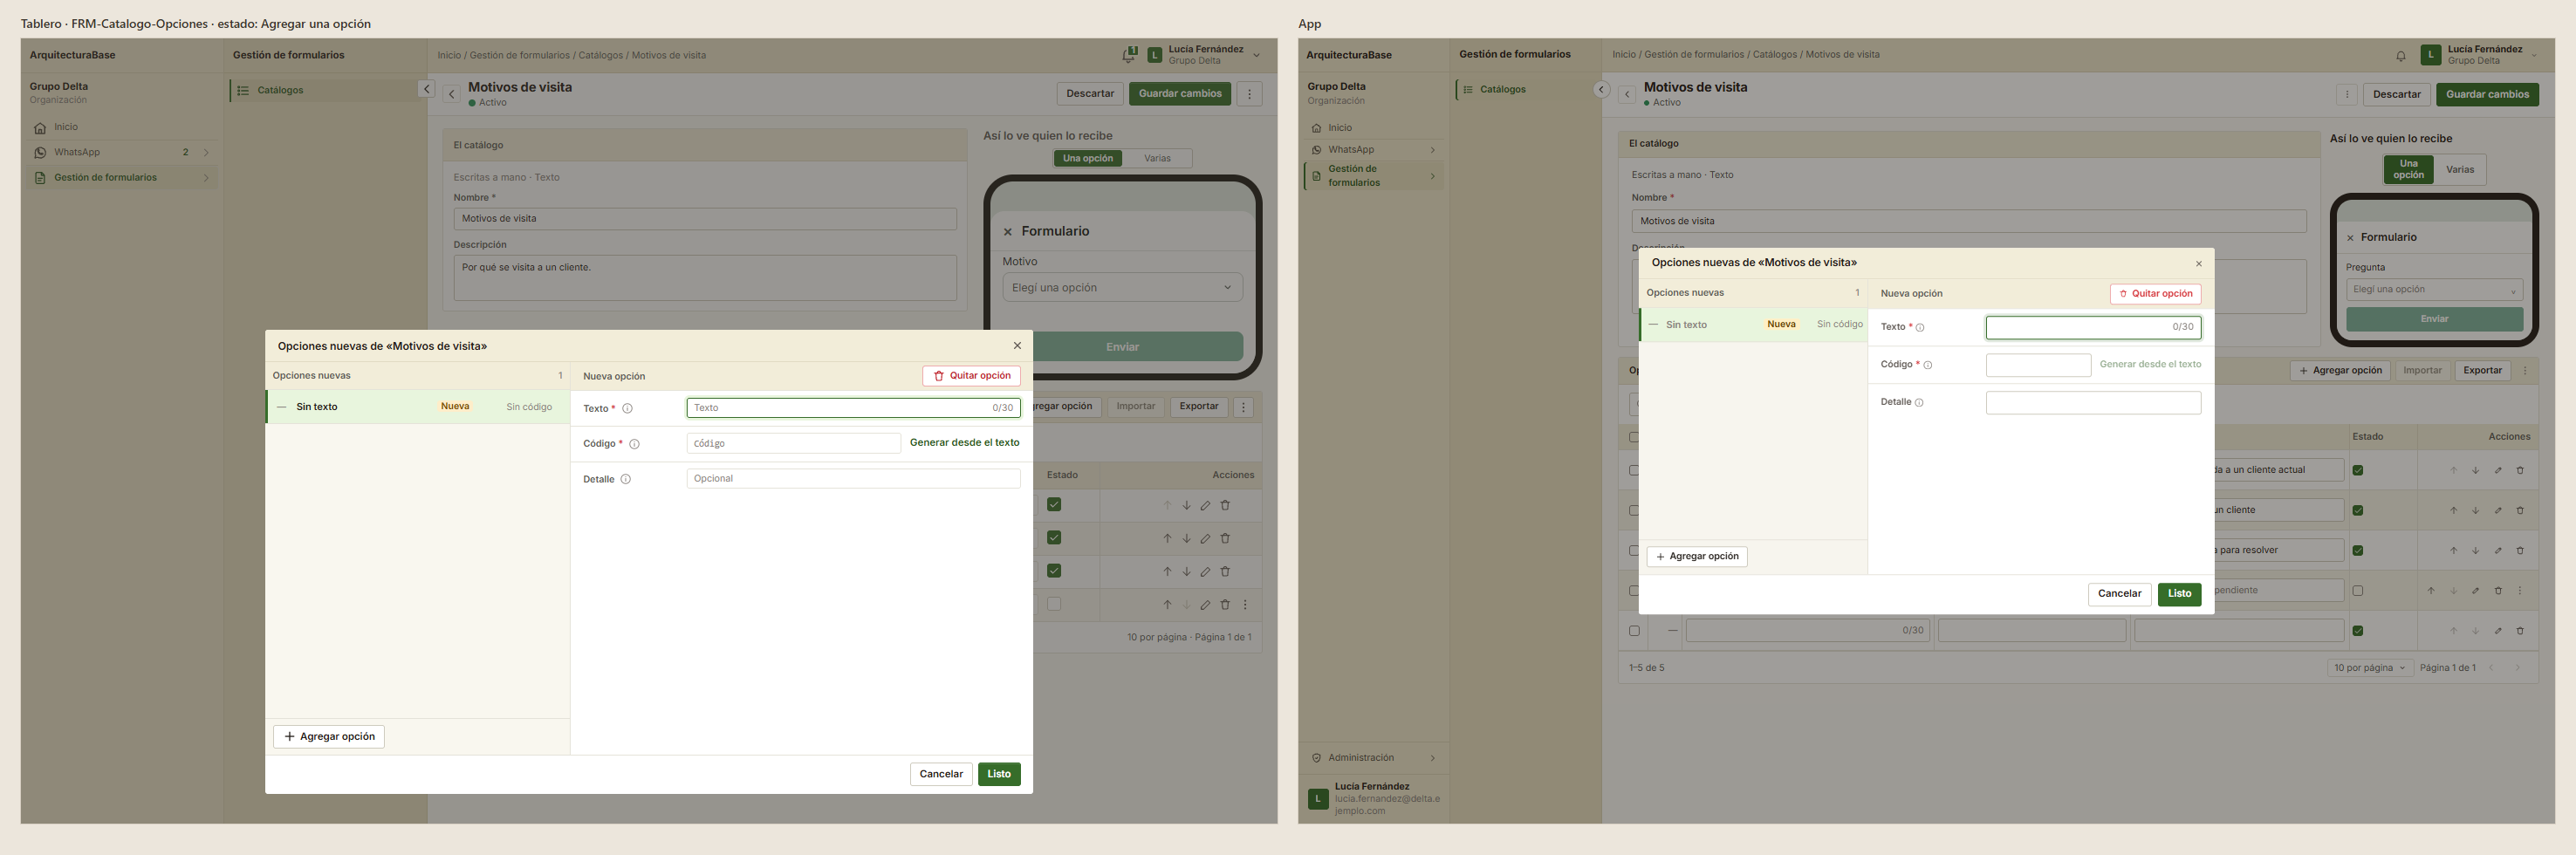 Tablero · FRM-Catalogo-Opciones · estado: Agregar una opción
ArquitecturaBase
Gestión de formularios
Inicio / Gestión de formularios / Catálogos / Motivos de visita
1
L
Lucía Fernández
Grupo Delta
Grupo Delta
Organización
Catálogos
Motivos de visita
Activo
Descartar
Guardar cambios
Inicio
WhatsApp 2
Gestión de formularios
El catálogo
Escritas a mano · Texto
Nombre *
Motivos de visita
Descripción
Por qué se visita a un cliente.
Así lo ve quien lo recibe
Una opción
Varias
Formulario
Motivo
Elegí una opción
Enviar
Opciones nuevas de «Motivos de visita»
Opciones nuevas 1
— Sin texto Nueva Sin código
Agregar opción
Nueva opción
Quitar opción
Texto *
Texto 0/30
Código *
Código
Generar desde el texto
Detalle
Opcional
Cancelar
Listo
gregar opción
Importar
Exportar
Estado
Acciones
10 por página · Página 1 de 1
App
ArquitecturaBase
Gestión de formularios
Inicio / Gestión de formularios / Catálogos / Motivos de visita
L
Lucía Fernández
Grupo Delta
Grupo Delta
Organización
Catálogos
Motivos de visita
Activo
Descartar
Guardar cambios
Inicio
WhatsApp
Gestión de
formularios
El catálogo
Escritas a mano · Texto
Nombre *
Motivos de visita
Así lo ve quien lo recibe
Una
opción
Varias
Formulario
Pregunta
Elegí una opción
Enviar
Opciones nuevas de «Motivos de visita»
Opciones nuevas 1
— Sin texto Nueva Sin código
Agregar opción
Nueva opción
Quitar opción
Texto *
0/30
Código *
Generar desde el texto
Detalle
Cancelar
Listo
Agregar opción
Importar
Exportar
Estado
Acciones
a un cliente actual
un cliente
para resolver
pendiente
— 0/30
1–5 de 5
10 por página
Página 1 de 1
Administración
L
Lucía Fernández
lucia.fernandez@delta.e
jemplo.com